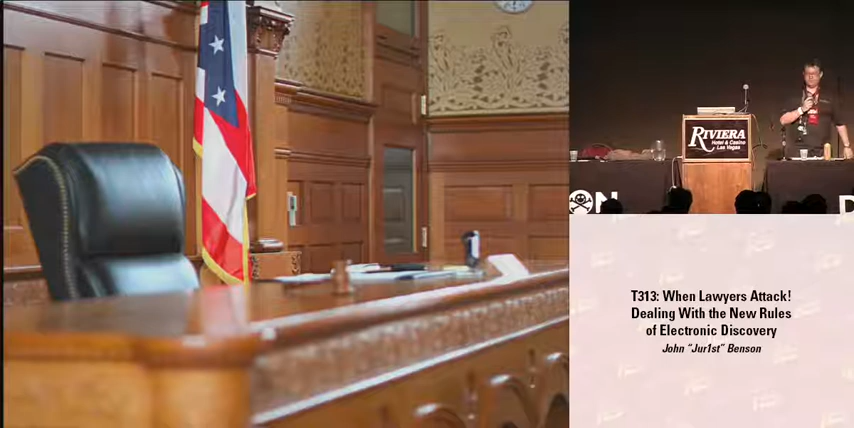 RIVIERA
Hotel & Casino
Las Vegas
ON
D
T313: When Lawyers Attack!
Dealing With the New Rules
of Electronic Discovery
John "Jur1st" Benson